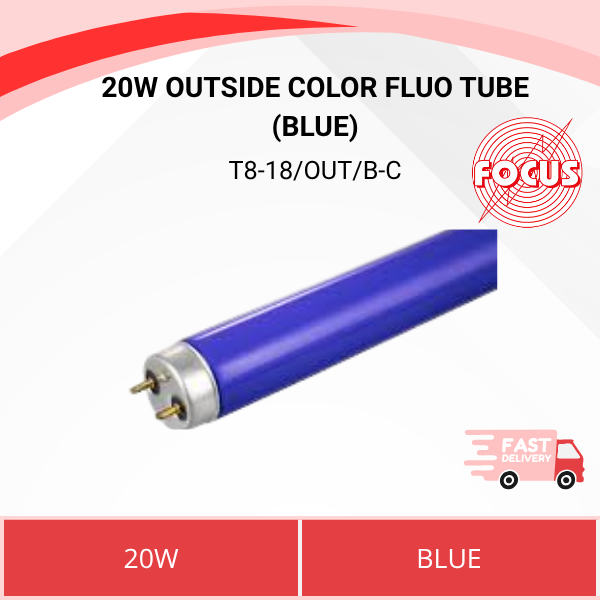 20W OUTSIDE COLOR FLUO TUBE
(BLUE)
T8-18/OUT/B-C
FOCUS
FAST
DELIVERY
20W
BLUE